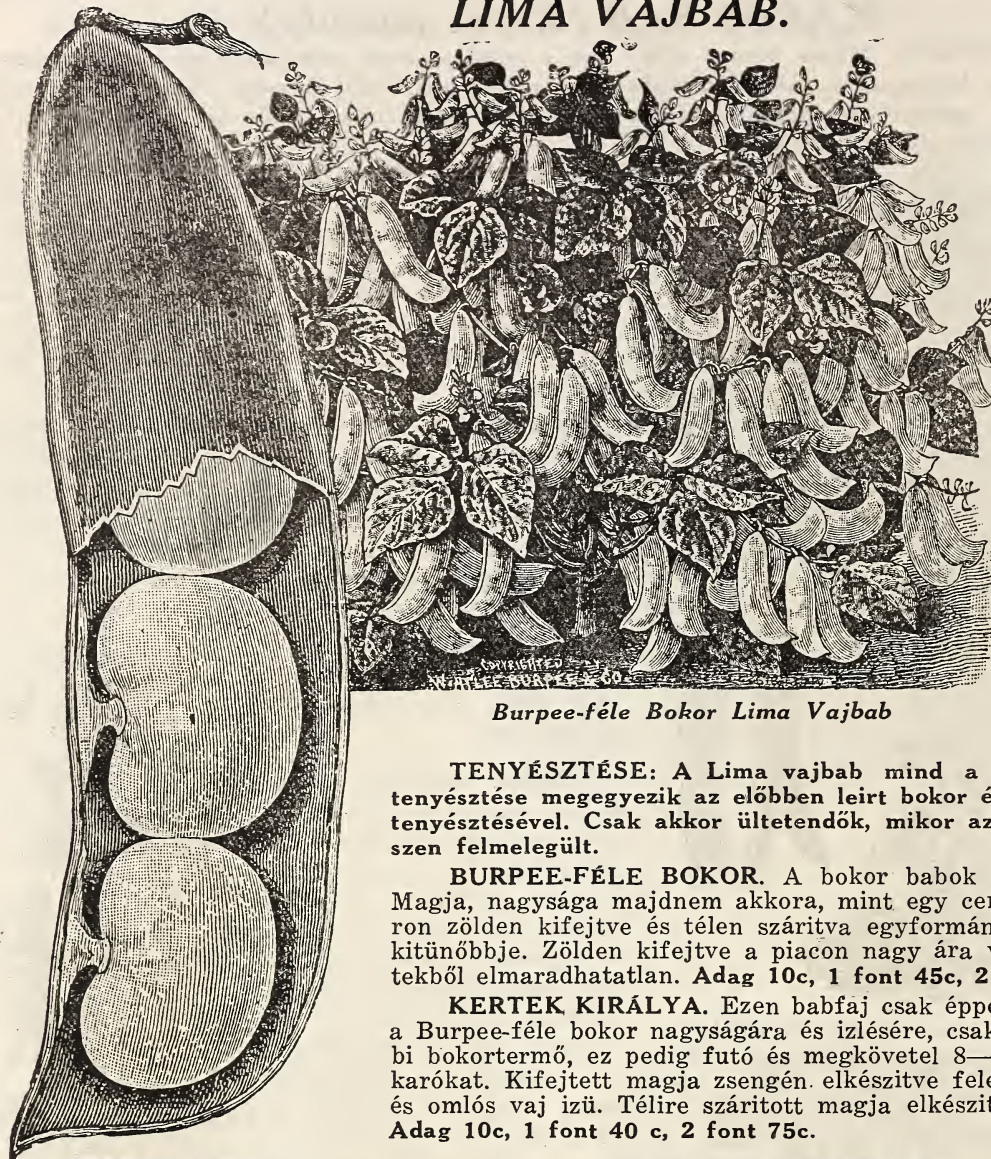 LIMA VAJBAB.
COPYRIGHTED BY
W. ATLEE BURPEE & CO.
Burpee-féle Bokor Lima Vajbab
TENYÉSZTÉSE: A Lima vajbab mind a
tenyésztése megegyezik az előbben leirt bokor é
tenyésztésével. Csak akkor ültetendők, mikor az
szen felmelegült.
BURPEE-FÉLE BOKOR. A bokor babok
Magja, nagysága majdnem akkora, mint egy cen
ron zölden kifejtve és télen száritva egyformán
kitünőbbje. Zölden kifejtve a piacon nagy ára v
tekből elmaradhatatlan. Adag 10c, 1 font 45c, 2
KERTEK KIRÁLYA. Ezen babfaj csak éppe
a Burpee-féle bokor nagyságára és izlésére, csak
bi bokortermő, ez pedig futó és megkövetel 8—
karókat. Kifejtett magja zsengén elkészitve fele
és omlós vaj izü. Télire száritott magja elkészit
Adag 10c, 1 font 40 c, 2 font 75c.